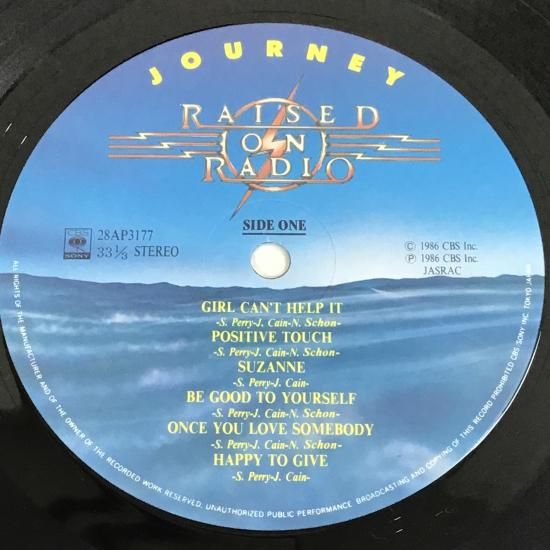 JOURNEY
RAISED
ON
RADIO
SIDE ONE
CBS
SONY
28AP3177
33 1/3 STEREO
© 1986 CBS Inc.
℗ 1986 CBS Inc.
JASRAC
GIRL CAN'T HELP IT
-S. Perry-J. Cain-N. Schon-
POSITIVE TOUCH
-S. Perry-J. Cain-N. Schon-
SUZANNE
-S. Perry-J. Cain-
BE GOOD TO YOURSELF
-S. Perry-J. Cain-N. Schon-
ONCE YOU LOVE SOMEBODY
-S. Perry-J. Cain-N. Schon-
HAPPY TO GIVE
-S. Perry-J. Cain-
ALL RIGHTS OF THE MANUFACTURER AND OF THE OWNER OF THE RECORDED WORK RESERVED. UNAUTHORIZED PUBLIC PERFORMANCE, BROADCASTING AND COPYING OF THIS RECORD PROHIBITED CBS/SONY INC. TOKYO JAPAN